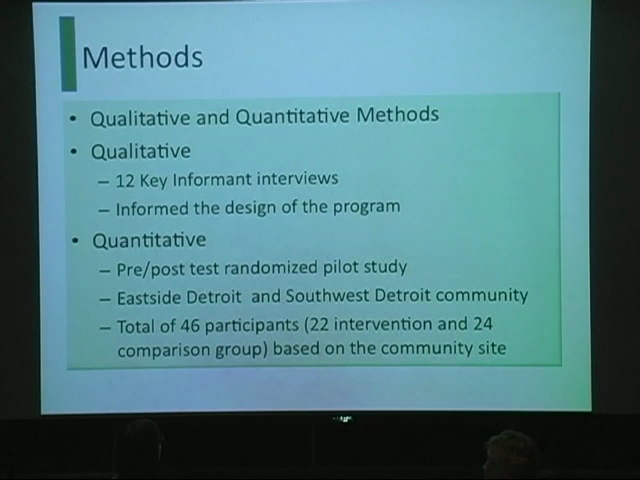 Methods
• Qualitative and Quantitative Methods
• Qualitative
– 12 Key Informant interviews
– Informed the design of the program
• Quantitative
– Pre/post test randomized pilot study
– Eastside Detroit and Southwest Detroit community
– Total of 46 participants (22 intervention and 24
comparison group) based on the community site